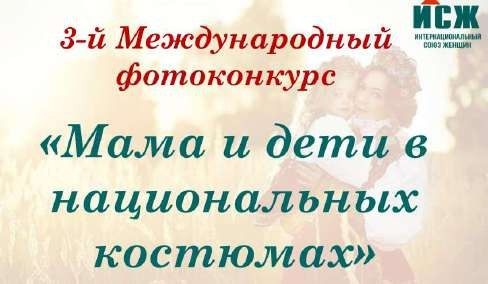 ИСЖ
ИНТЕРНАЦИОНАЛЬНЫЙ
СОЮЗ ЖЕНЩИН
3-й Международный
фотоконкурс
«Мама и дети в
национальных
костюмах»